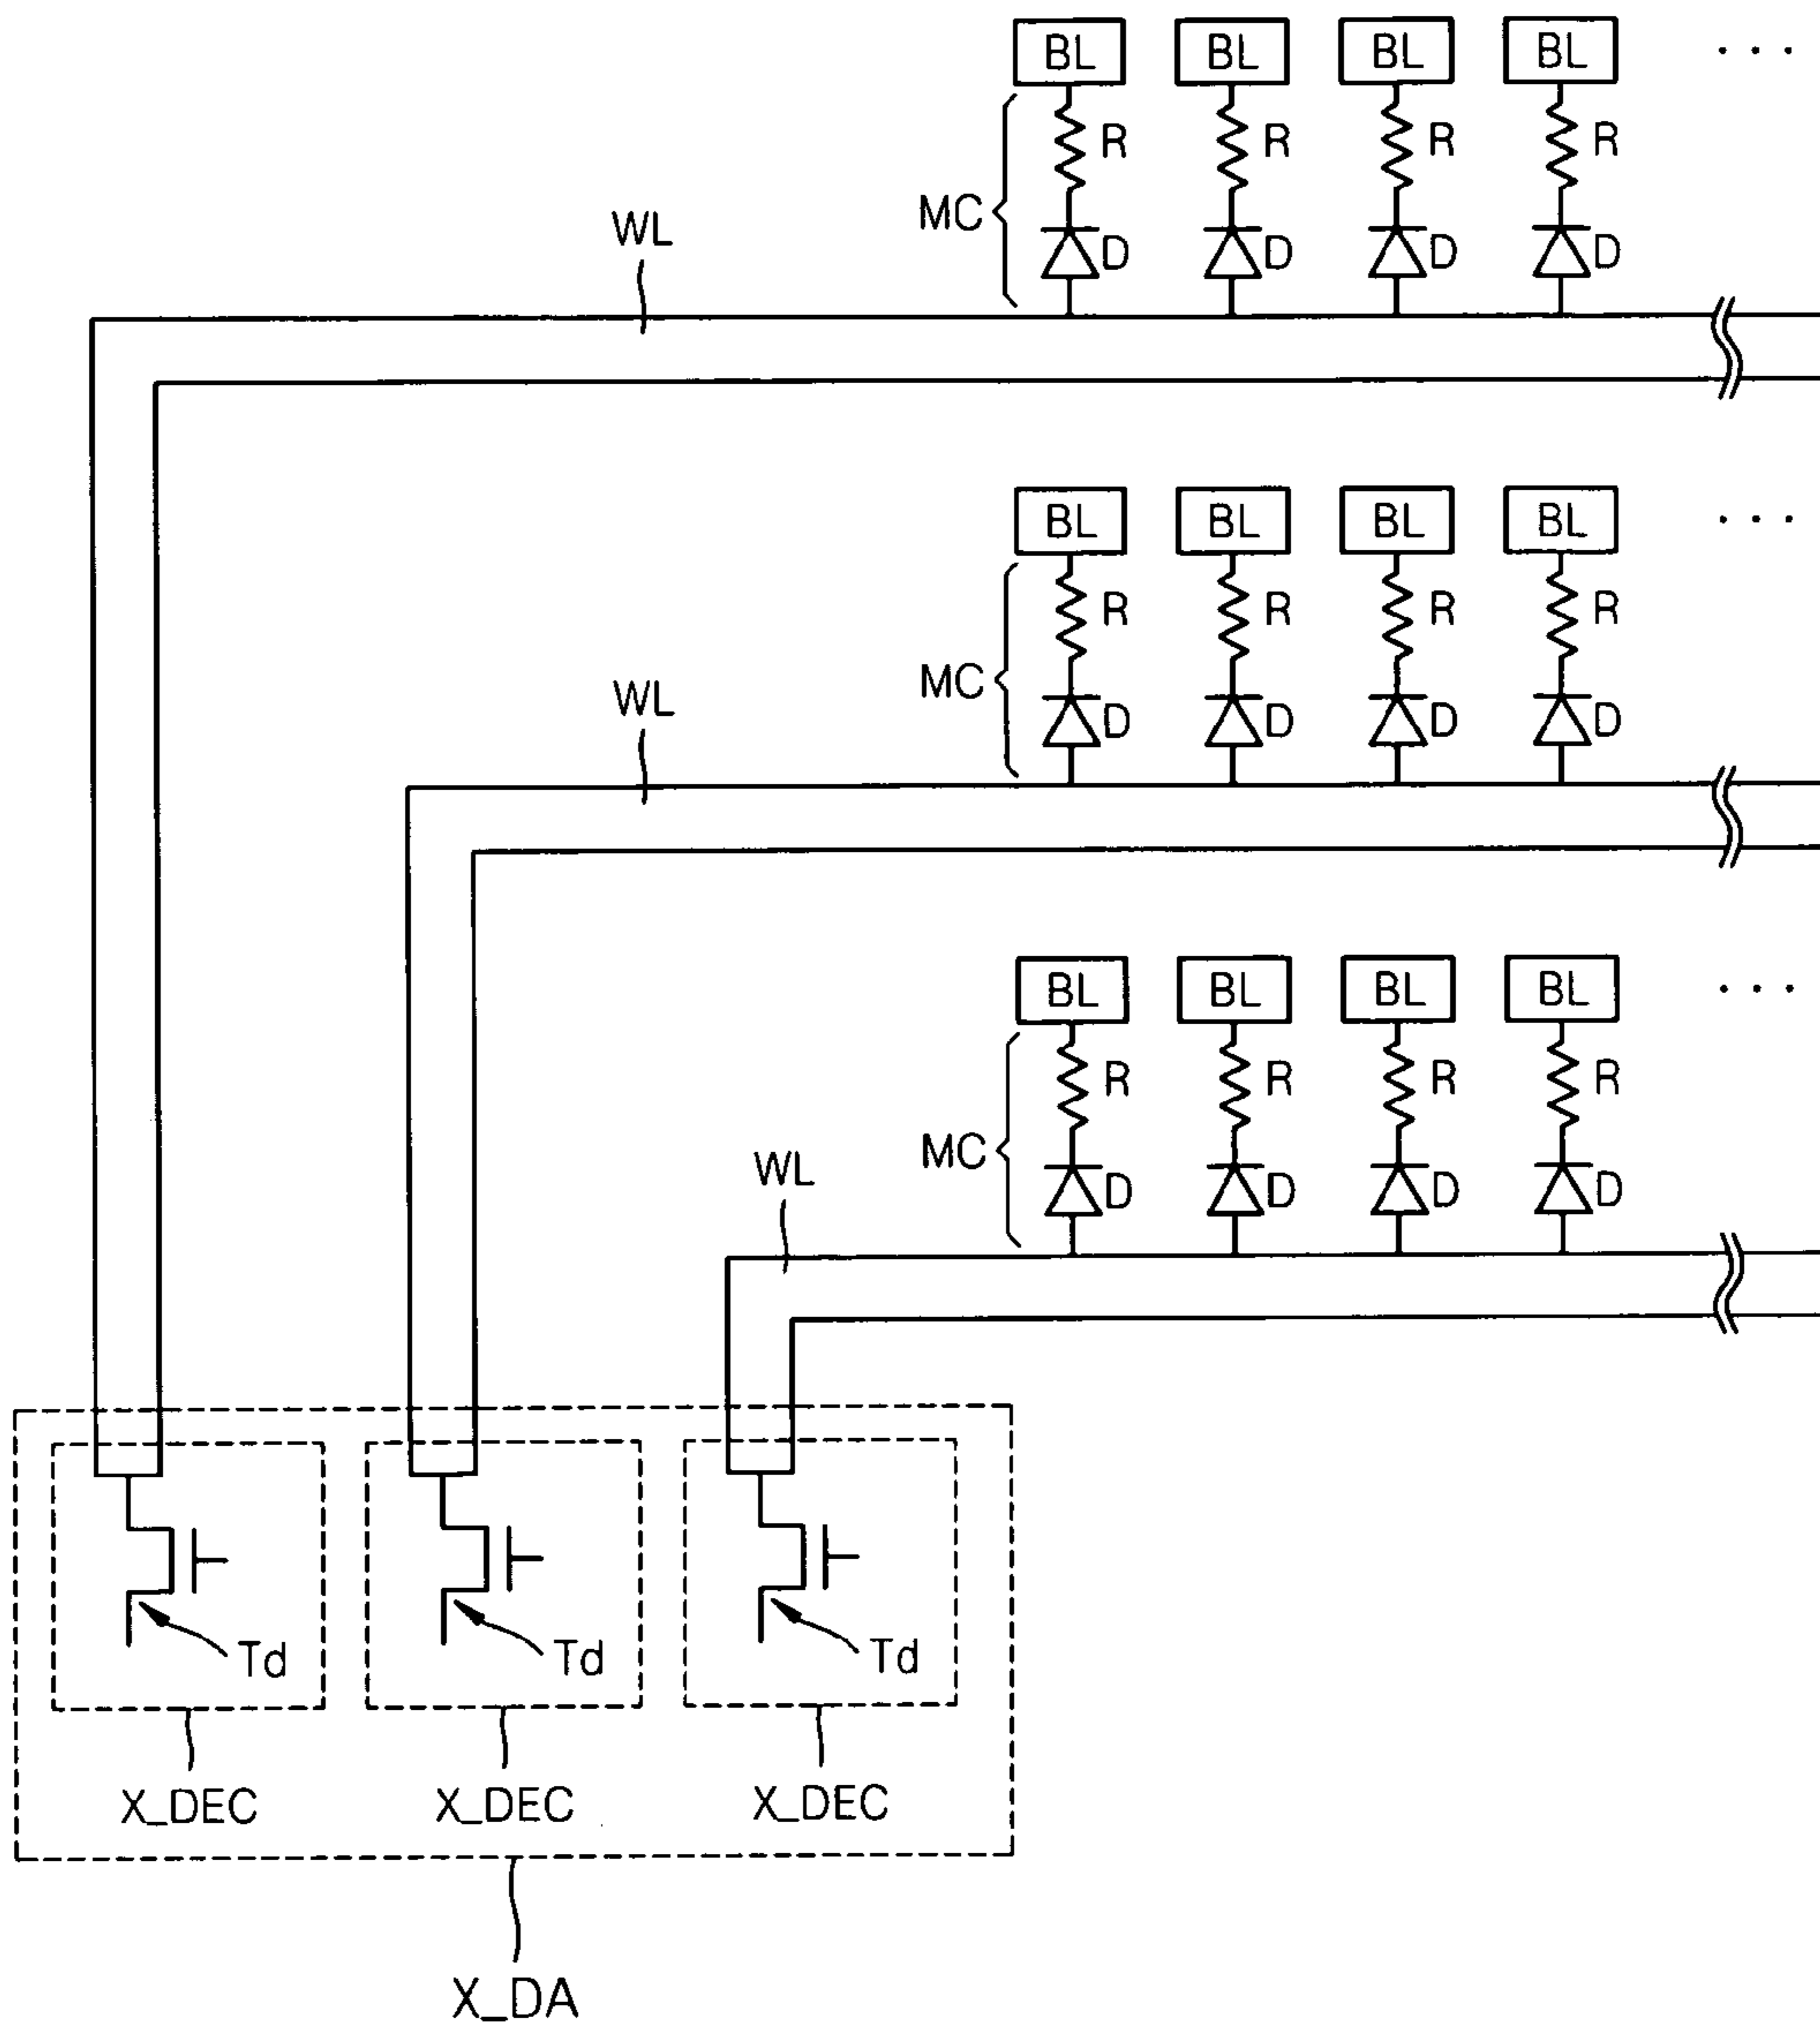 BL BL BL BL . . .
R R R R
MC
WL
D D D D
BL BL BL BL . . .
R R R R
MC
WL
D D D D
BL BL BL BL . . .
R R R R
MC
WL
D D D D
Td Td Td
X_DEC X_DEC X_DEC
X_DA